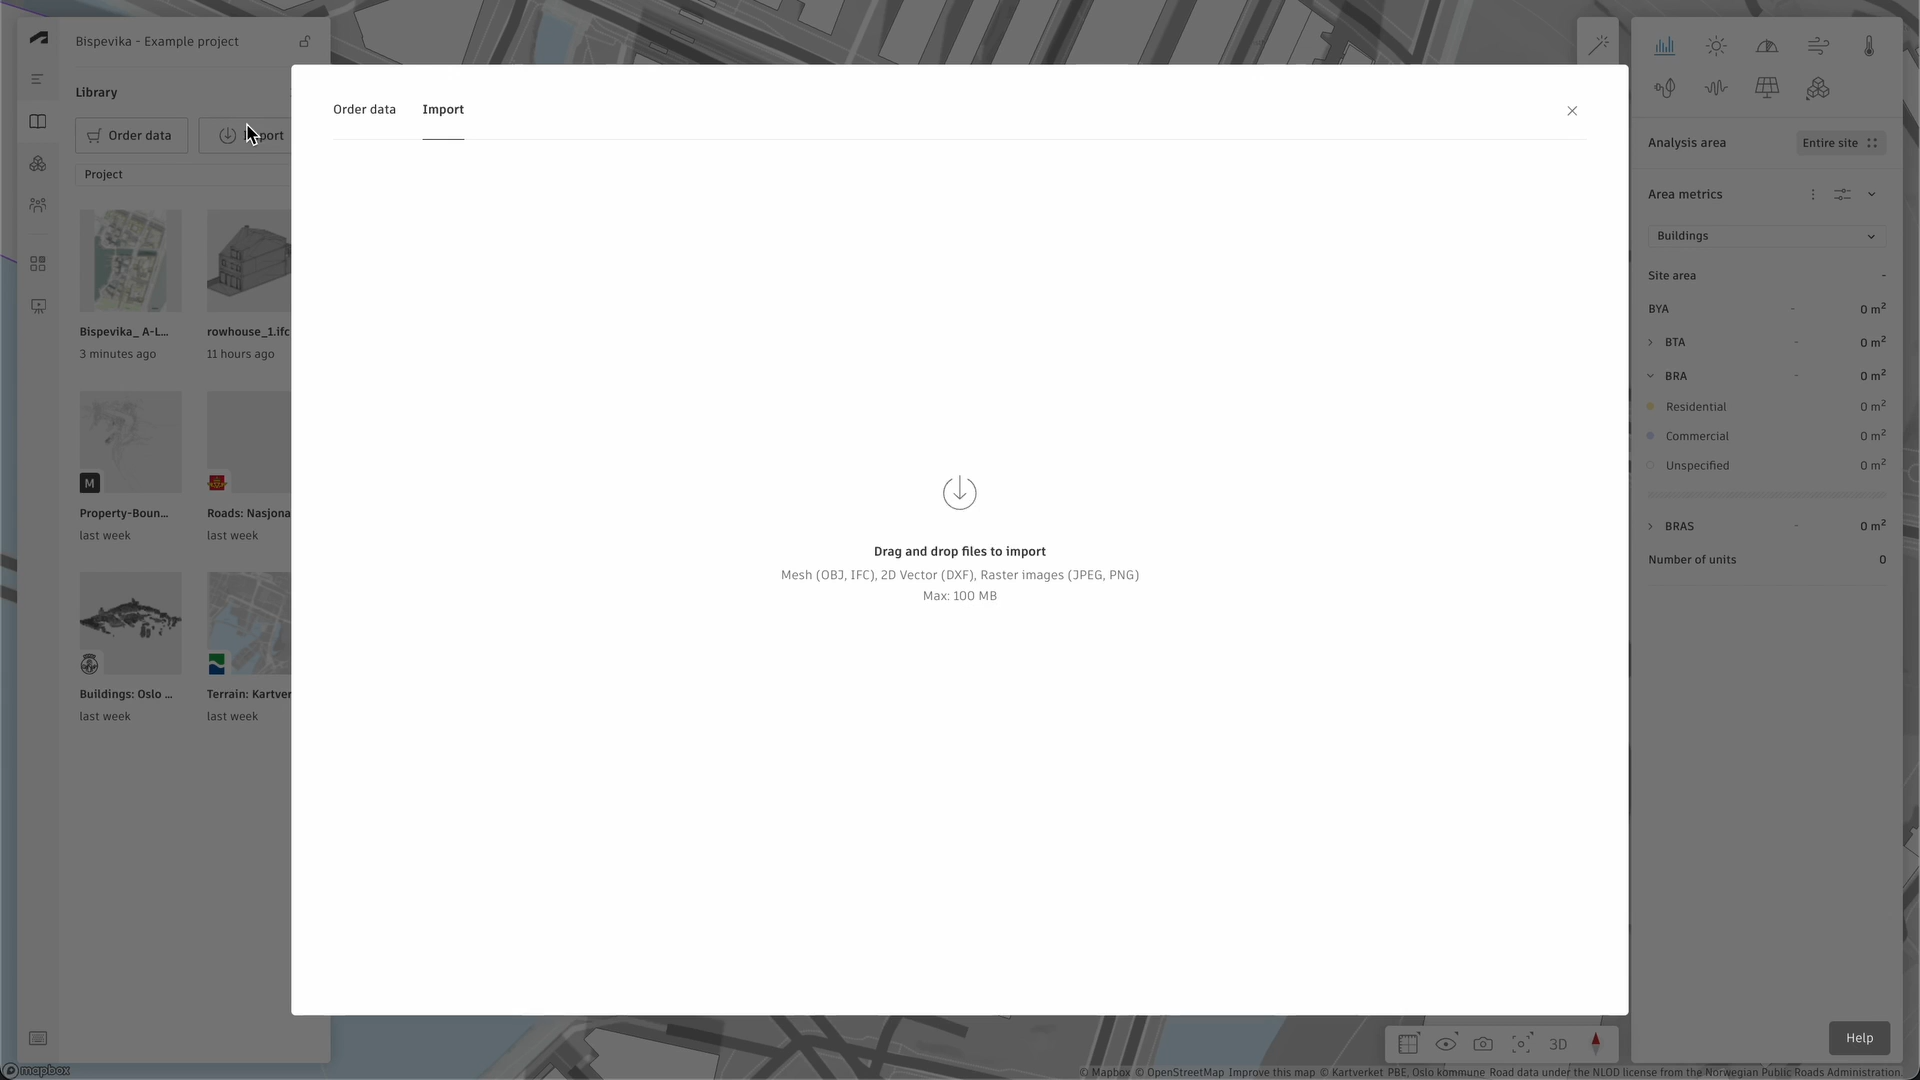 Bispevika - Example project
Library
Order data
port
Project
Bispevika_ A-L...
3 minutes ago
rowhouse_1.ifc
11 hours ago
M
Property-Boun...
last week
Roads: Nasjona
last week
Buildings: Oslo ...
last week
Terrain: Kartver
last week
Order data
Import
Drag and drop files to import
Mesh (OBJ, IFC), 2D Vector (DXF), Raster images (JPEG, PNG)
Max: 100 MB
Analysis area
Entire site
Area metrics
Buildings
Site area -
BYA - 0 m²
BTA - 0 m²
BRA - 0 m²
Residential 0 m²
Commercial 0 m²
Unspecified 0 m²
BRAS - 0 m²
Number of units 0
3D
Help
mapbox
© Mapbox © OpenStreetMap Improve this map © Kartverket PBE, Oslo kommune Road data under the NLOD license from the Norwegian Public Roads Administration.